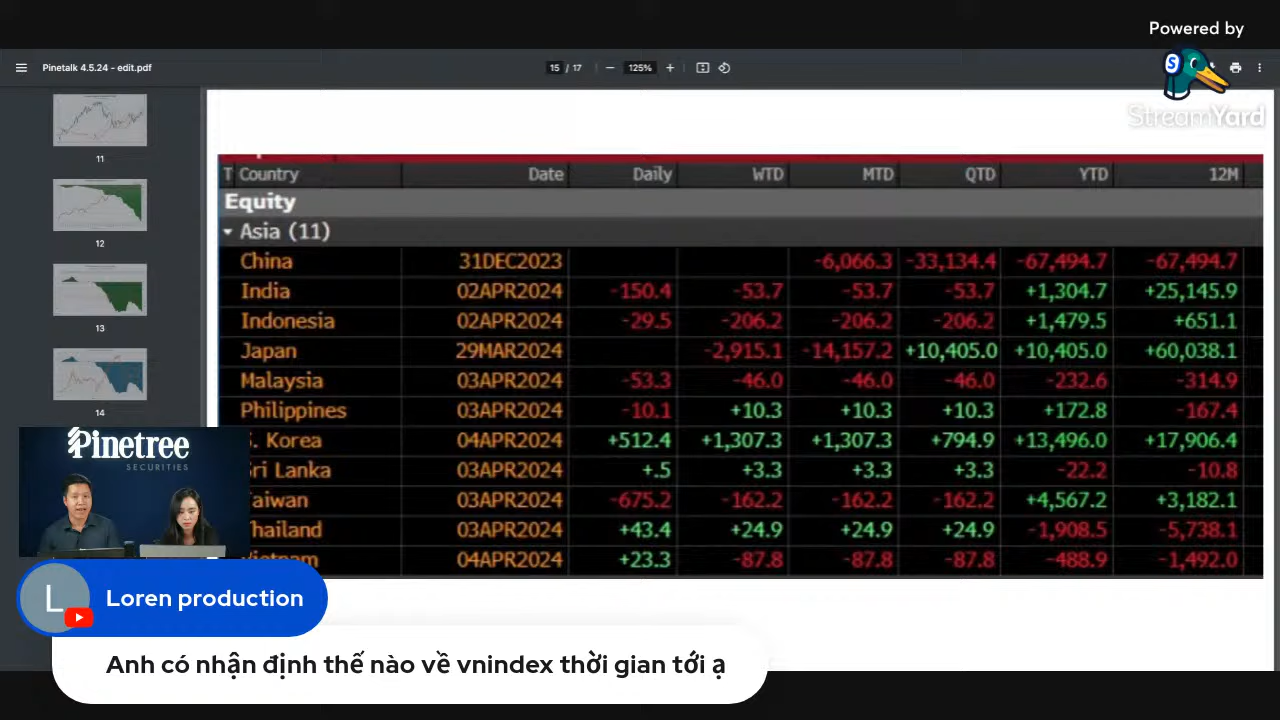 Powered by
StreamYard
Pinetalk 4.5.24 - edit.pdf
15 / 17
125%
11
12
13
14
T Country Date Daily WTD MTD QTD YTD 12M
Equity
Asia (11)
China 31DEC2023 -6,066.3 -33,134.4 -67,494.7 -67,494.7
India 02APR2024 -150.4 -53.7 -53.7 -53.7 +1,304.7 +25,145.9
Indonesia 02APR2024 -29.5 -206.2 -206.2 -206.2 +1,479.5 +651.1
Japan 29MAR2024 -2,915.1 -14,157.2 +10,405.0 +10,405.0 +60,038.1
Malaysia 03APR2024 -53.3 -46.0 -46.0 -46.0 -232.6 -314.9
Philippines 03APR2024 -10.1 +10.3 +10.3 +10.3 +172.8 -167.4
S. Korea 04APR2024 +512.4 +1,307.3 +1,307.3 +794.9 +13,496.0 +17,906.4
Sri Lanka 03APR2024 +.5 +3.3 +3.3 +3.3 -22.2 -10.8
Taiwan 03APR2024 -675.2 -162.2 -162.2 -162.2 +4,567.2 +3,182.1
Thailand 03APR2024 +43.4 +24.9 +24.9 +24.9 -1,908.5 -5,738.1
Vietnam 04APR2024 +23.3 -87.8 -87.8 -87.8 -488.9 -1,492.0
Pinetree
SECURITIES
L
Loren production
Anh có nhận định thế nào về vnindex thời gian tới ạ